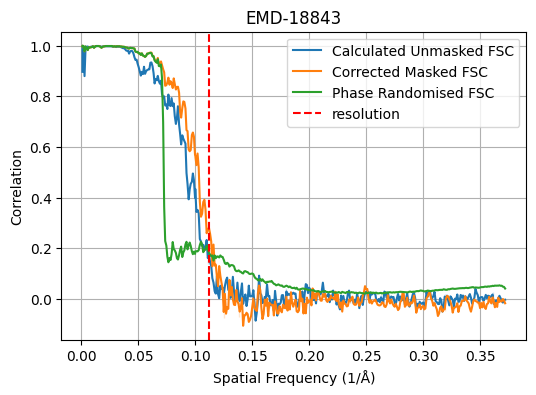 EMD-18843
Calculated Unmasked FSC
Corrected Masked FSC
Phase Randomised FSC
resolution
Correlation
1.0
0.8
0.6
0.4
0.2
0.0
0.00 0.05 0.10 0.15 0.20 0.25 0.30 0.35
Spatial Frequency (1/Å)